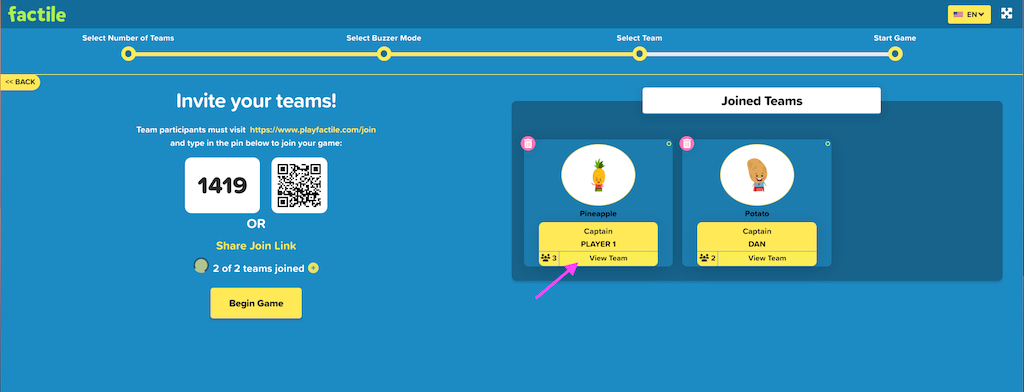 factile
EN
Select Number of Teams
Select Buzzer Mode
Select Team
Start Game
<< BACK
Invite your teams!
Team participants must visit https://www.playfactile.com/join
and type in the pin below to join your game:
1419
OR
Share Join Link
2 of 2 teams joined +
Begin Game
Joined Teams
Pineapple
Captain
PLAYER 1
3 View Team
Potato
Captain
DAN
2 View Team